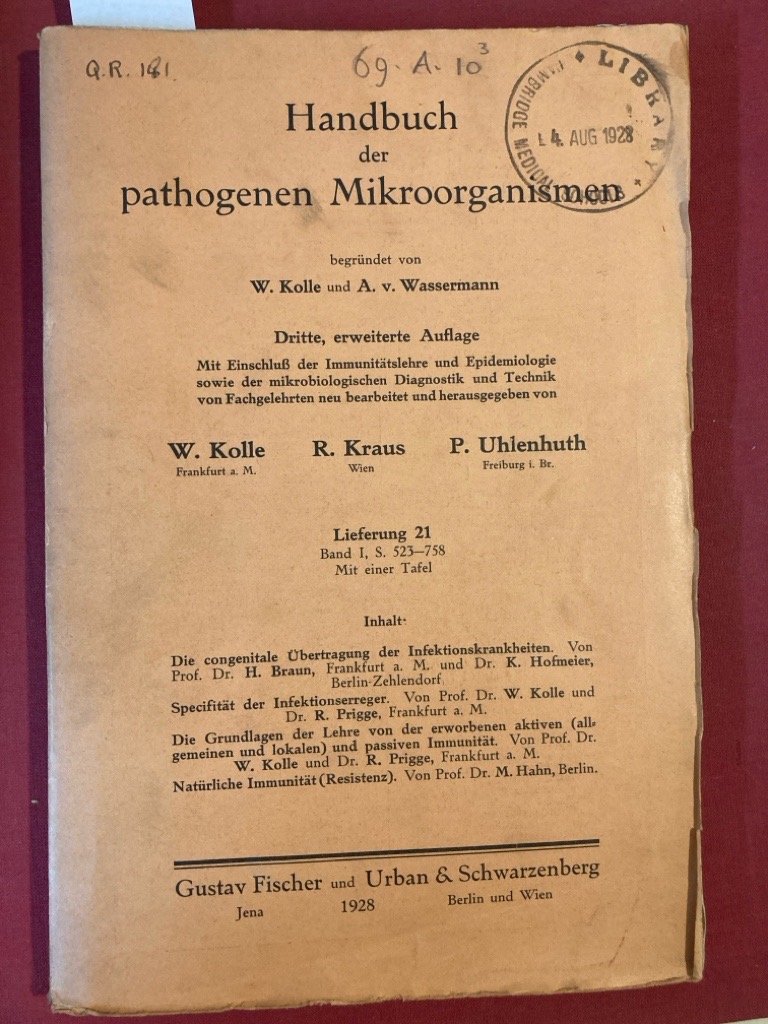 Q.R. 181.
69. A. 10³
LIBRARY
CAMBRIDGE MEDICAL SCHOOLS
4 AUG 1928
Handbuch
der
pathogenen Mikroorganismen
begründet von
W. Kolle und A. v. Wassermann
Dritte, erweiterte Auflage
Mit Einschluß der Immunitätslehre und Epidemiologie
sowie der mikrobiologischen Diagnostik und Technik
von Fachgelehrten neu bearbeitet und herausgegeben von
W. Kolle R. Kraus P. Uhlenhuth
Frankfurt a. M. Wien Freiburg i. Br.
Lieferung 21
Band I, S. 523—758
Mit einer Tafel
Inhalt·
Die congenitale Übertragung der Infektionskrankheiten. Von
Prof. Dr. H. Braun, Frankfurt a. M. und Dr. K. Hofmeier,
Berlin-Zehlendorf.
Specifität der Infektionserreger. Von Prof. Dr. W. Kolle und
Dr. R. Prigge, Frankfurt a. M.
Die Grundlagen der Lehre von der erworbenen aktiven (all-
gemeinen und lokalen) und passiven Immunität. Von Prof. Dr.
W. Kolle und Dr. R. Prigge, Frankfurt a. M.
Natürliche Immunität (Resistenz). Von Prof. Dr. M. Hahn, Berlin.
Gustav Fischer und Urban & Schwarzenberg
Jena 1928 Berlin und Wien